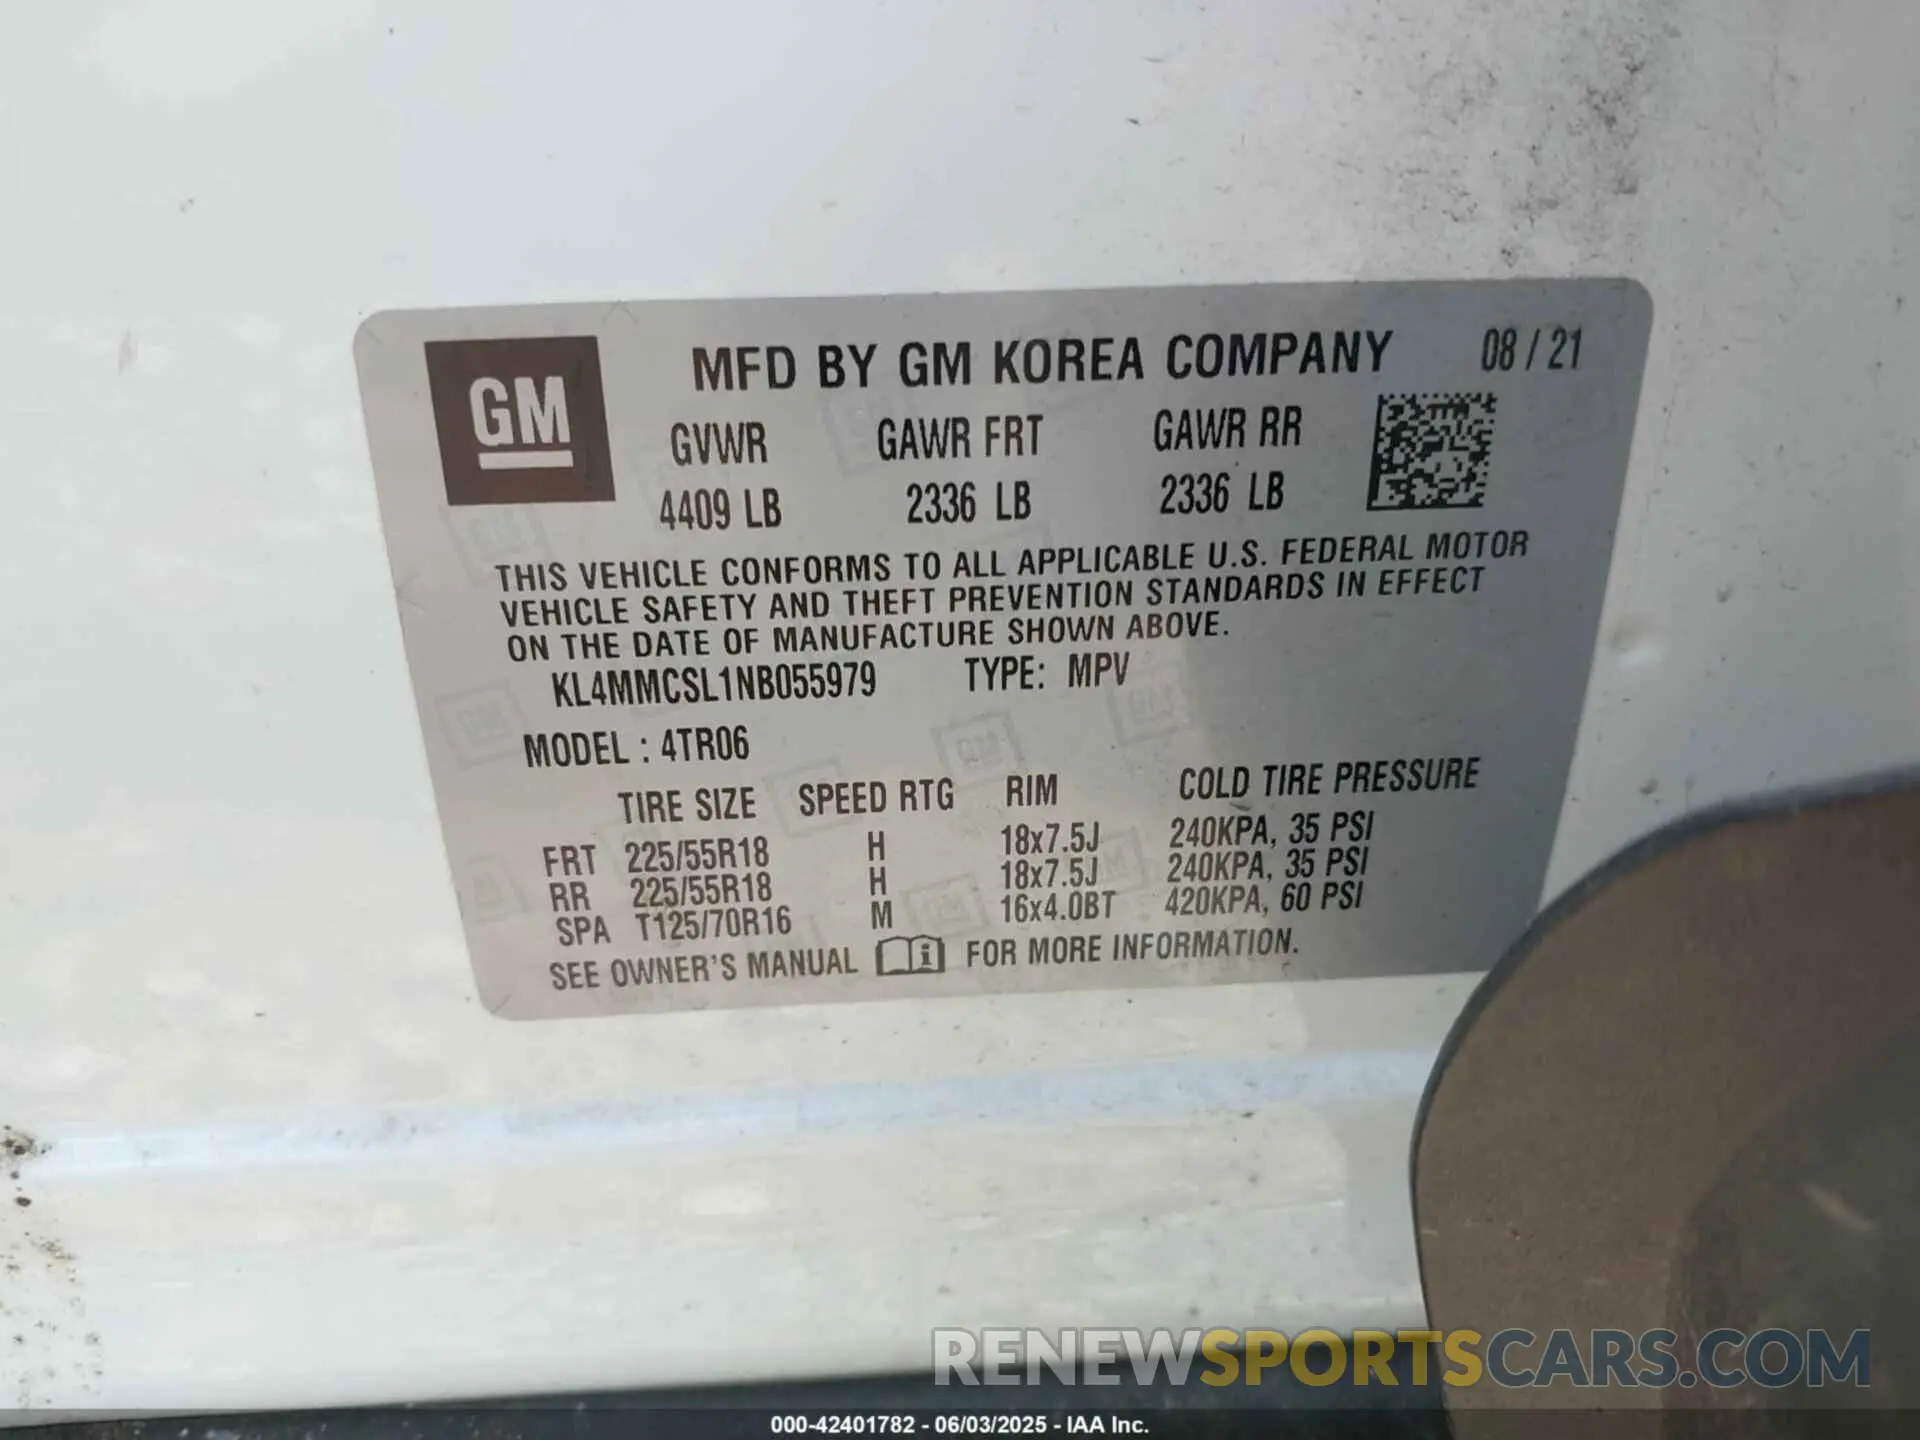 GM
MFD BY GM KOREA COMPANY 08 / 21
GVWR GAWR FRT GAWR RR
4409 LB 2336 LB 2336 LB
THIS VEHICLE CONFORMS TO ALL APPLICABLE U.S. FEDERAL MOTOR
VEHICLE SAFETY AND THEFT PREVENTION STANDARDS IN EFFECT
ON THE DATE OF MANUFACTURE SHOWN ABOVE.
KL4MMCSL1NB055979 TYPE: MPV
MODEL : 4TR06
TIRE SIZE SPEED RTG RIM COLD TIRE PRESSURE
FRT 225/55R18 H 18x7.5J 240KPA, 35 PSI
RR 225/55R18 H 18x7.5J 240KPA, 35 PSI
SPA T125/70R16 M 16x4.0BT 420KPA, 60 PSI
SEE OWNER'S MANUAL FOR MORE INFORMATION.
RENEWSPORTSCARS.COM
000-42401782 - 06/03/2025 - IAA Inc.